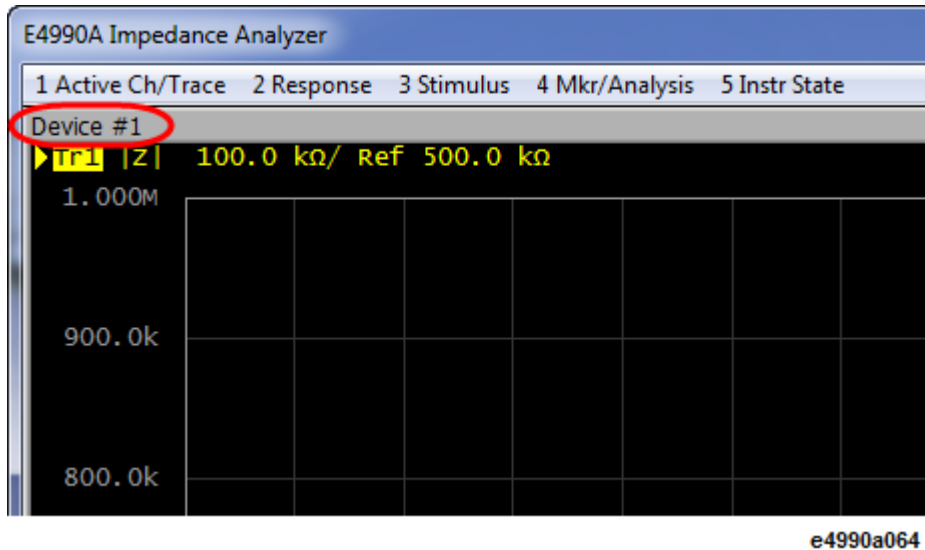 E4990A Impedance Analyzer
1 Active Ch/Trace 2 Response 3 Stimulus 4 Mkr/Analysis 5 Instr State
Device #1
Tr1 |Z| 100.0 kΩ/ Ref 500.0 kΩ
1.000M
900.0k
800.0k
e4990a064